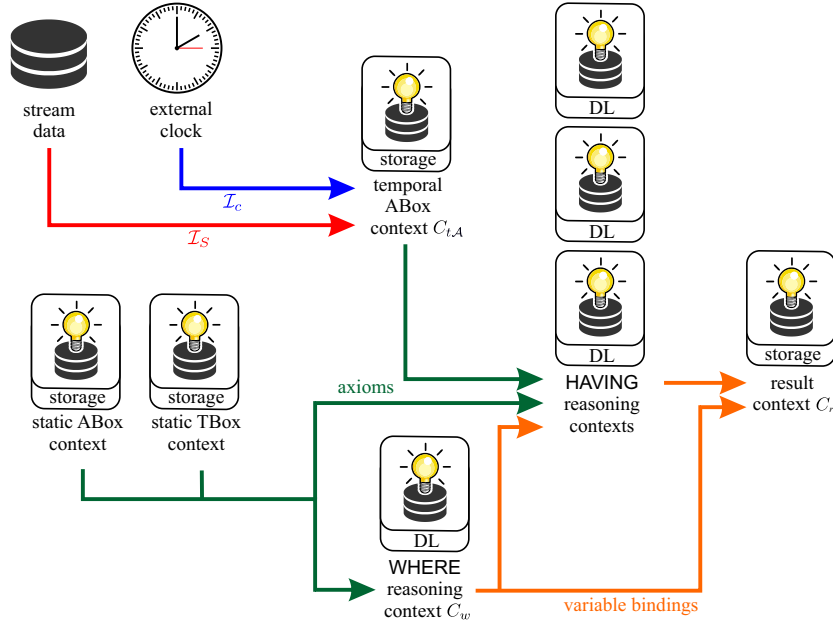 stream
data
external
clock
storage
temporal
ABox
context C_{t𝒜}
DL
DL
DL
HAVING
reasoning
contexts
storage
result
context C_r
ℐ_c
ℐ_S
storage
static ABox
context
storage
static TBox
context
axioms
DL
WHERE
reasoning
context C_w
variable bindings